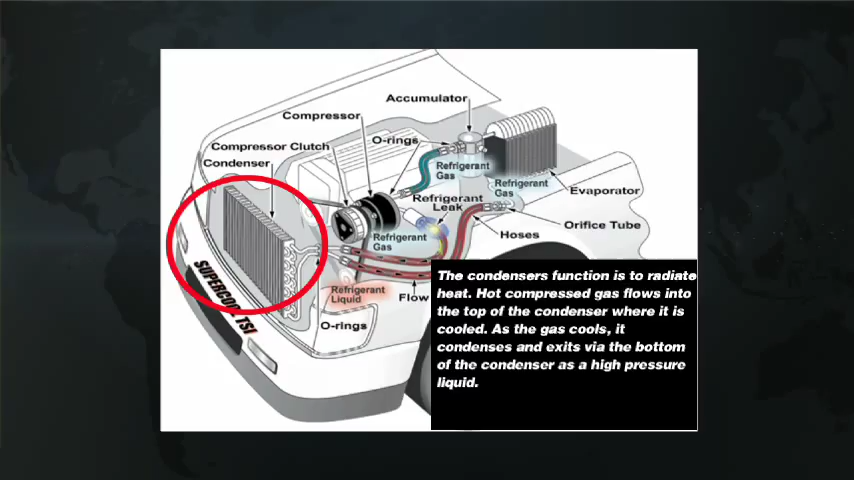 Accumulator
Compressor
O-rings
Compressor Clutch
Condenser
Refrigerant
Gas
Refrigerant
Gas
Evaporator
Refrigerant
Leak
Orifice Tube
Hoses
Refrigerant
Gas
Refrigerant
Liquid
Flow
O-rings
SUPERCOOL TSI
The condensers function is to radiate
heat. Hot compressed gas flows into
the top of the condenser where it is
cooled. As the gas cools, it
condenses and exits via the bottom
of the condenser as a high pressure
liquid.